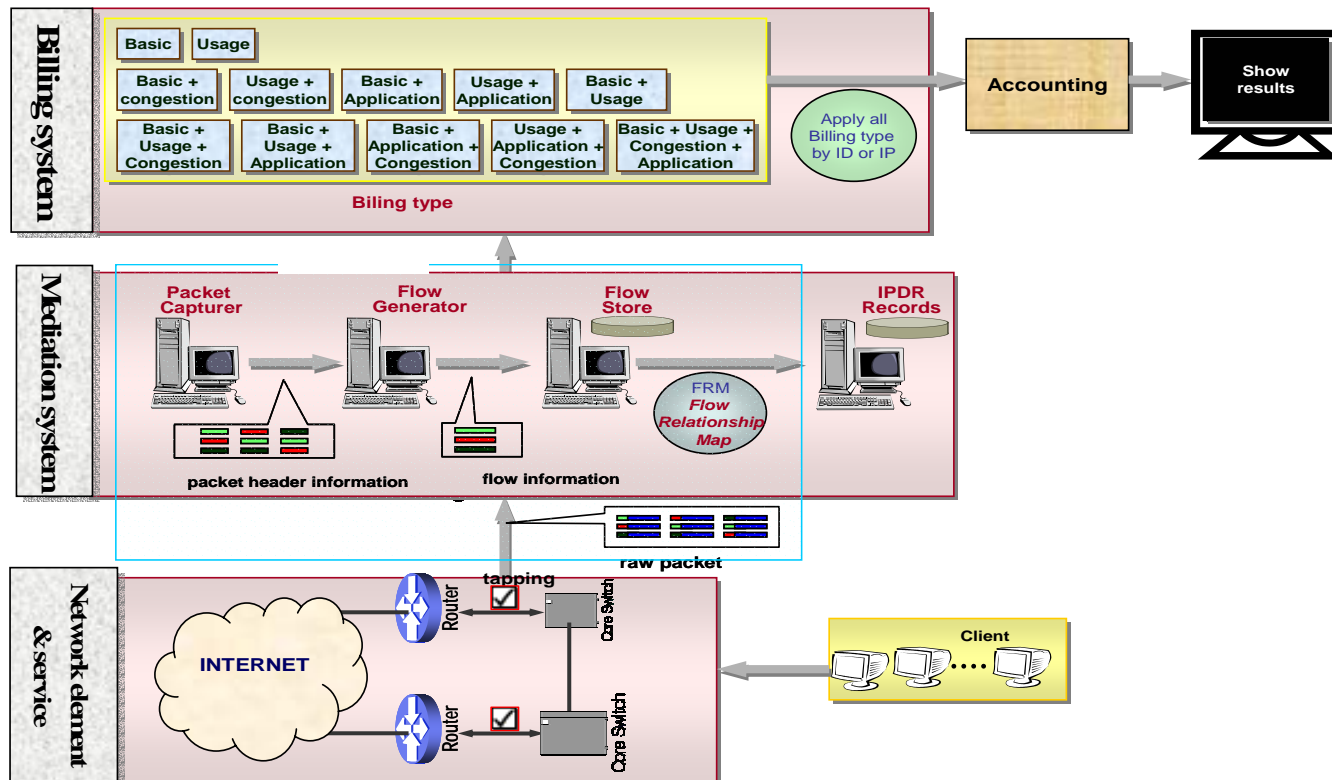 Billing system
Basic
Usage
Basic +
congestion
Usage +
congestion
Basic +
Application
Usage +
Application
Basic +
Usage
Basic +
Usage +
Congestion
Basic +
Usage +
Application
Basic +
Application +
Congestion
Usage +
Application +
Congestion
Basic + Usage +
Congestion +
Application
Biling type
Apply all
Billing type
by ID or IP
Accounting
Show
results
Mediation system
Packet
Capturer
Flow
Generator
Flow
Store
IPDR
Records
FRM
Flow
Relationship
Map
packet header information
flow information
raw packet
tapping
Network element
& service
INTERNET
Router
Core Switch
Router
Core Switch
Client